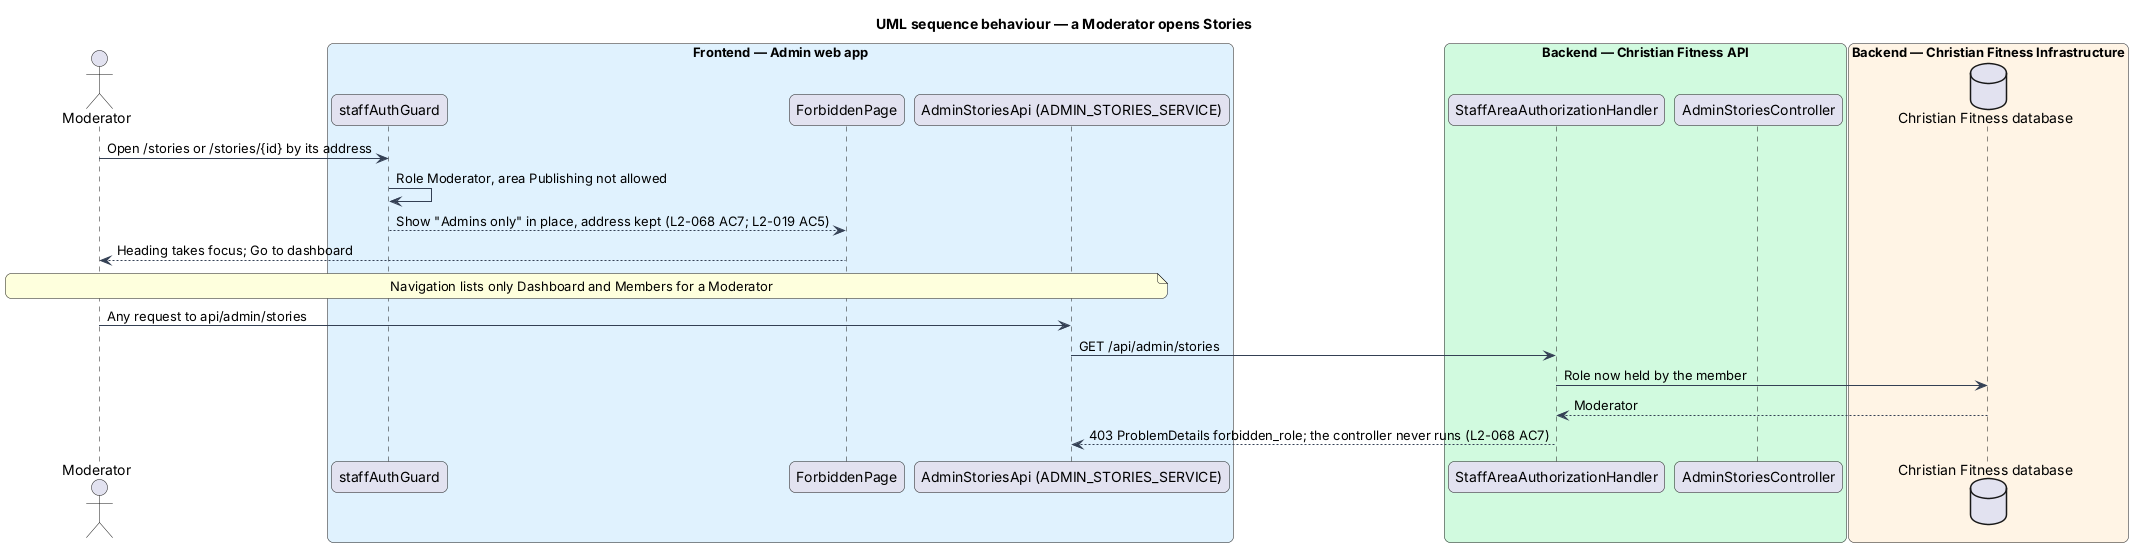 UML sequence behaviour — a Moderator opens Stories
Frontend — Admin web app
Backend — Christian Fitness API
Backend — Christian Fitness Infrastructure
Moderator
staffAuthGuard
ForbiddenPage
AdminStoriesApi (ADMIN_STORIES_SERVICE)
StaffAreaAuthorizationHandler
AdminStoriesController
Christian Fitness database
Open /stories or /stories/{id} by its address
Role Moderator, area Publishing not allowed
Show "Admins only" in place, address kept (L2-068 AC7; L2-019 AC5)
Heading takes focus; Go to dashboard
Navigation lists only Dashboard and Members for a Moderator
Any request to api/admin/stories
GET /api/admin/stories
Role now held by the member
Moderator
403 ProblemDetails forbidden_role; the controller never runs (L2-068 AC7)
Moderator
staffAuthGuard
ForbiddenPage
AdminStoriesApi (ADMIN_STORIES_SERVICE)
StaffAreaAuthorizationHandler
AdminStoriesController
Christian Fitness database